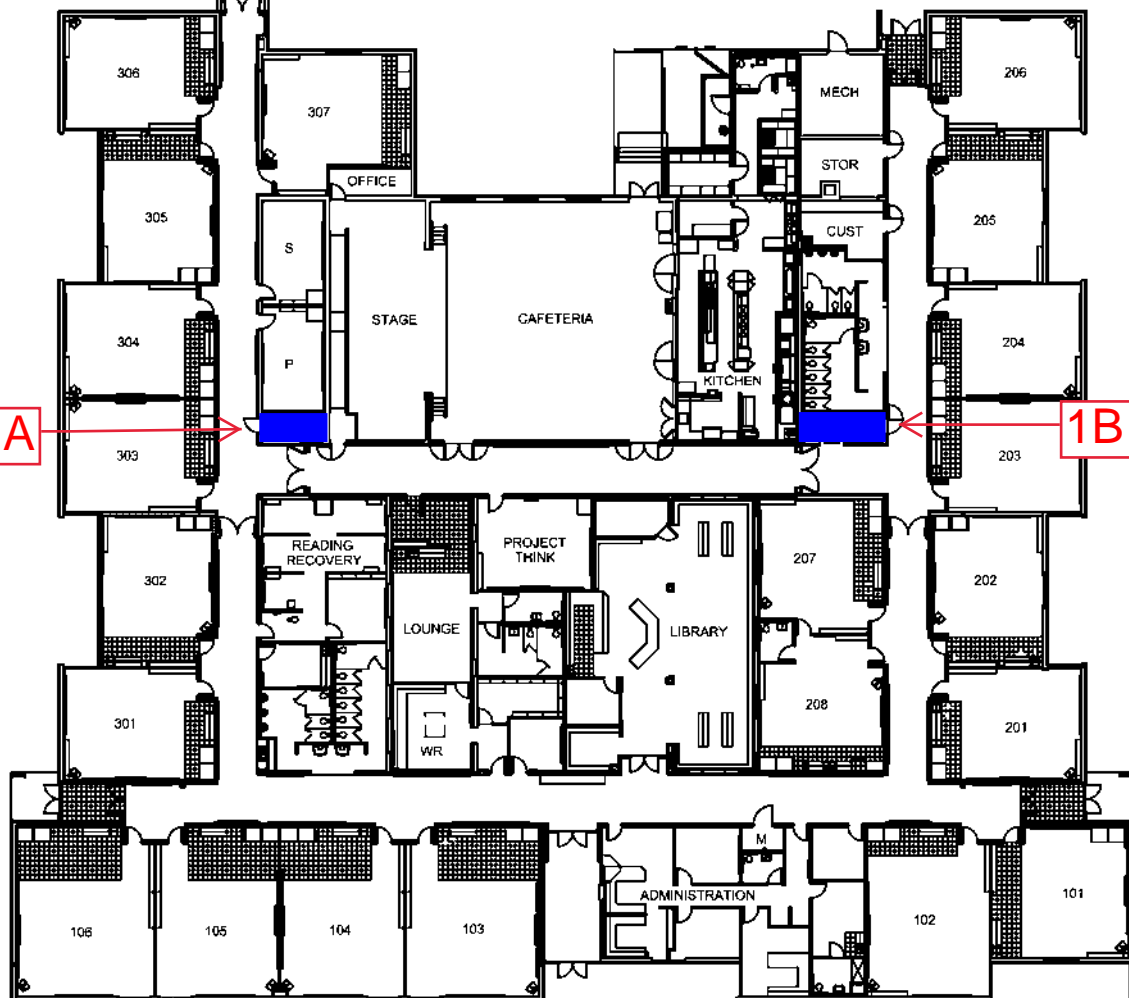 306
307
MECH
206
OFFICE
STOR
305
205
S
CUST
STAGE
CAFETERIA
304
204
P
KITCHEN
A
1B
303
203
READING
RECOVERY
PROJECT
THINK
207
302
202
LOUNGE
LIBRARY
301
208
201
WR
M
ADMINISTRATION
106
105
104
103
102
101